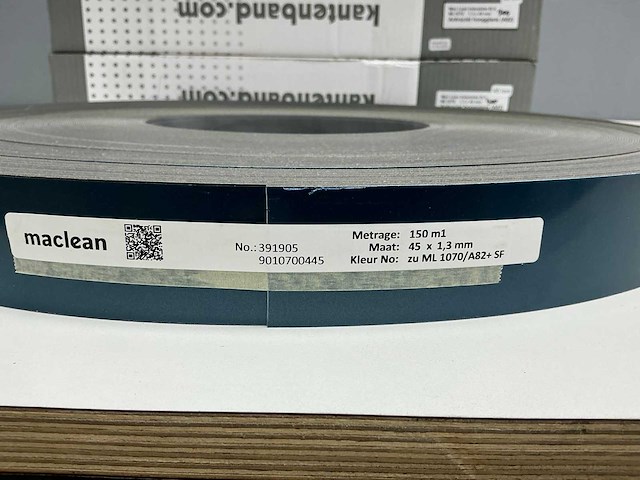 kantenband.com
kantenband.com
maclean
No.: 391905
9010700445
Metrage: 150 m1
Maat: 45 x 1,3 mm
Kleur No: zu ML 1070/A82+ SF